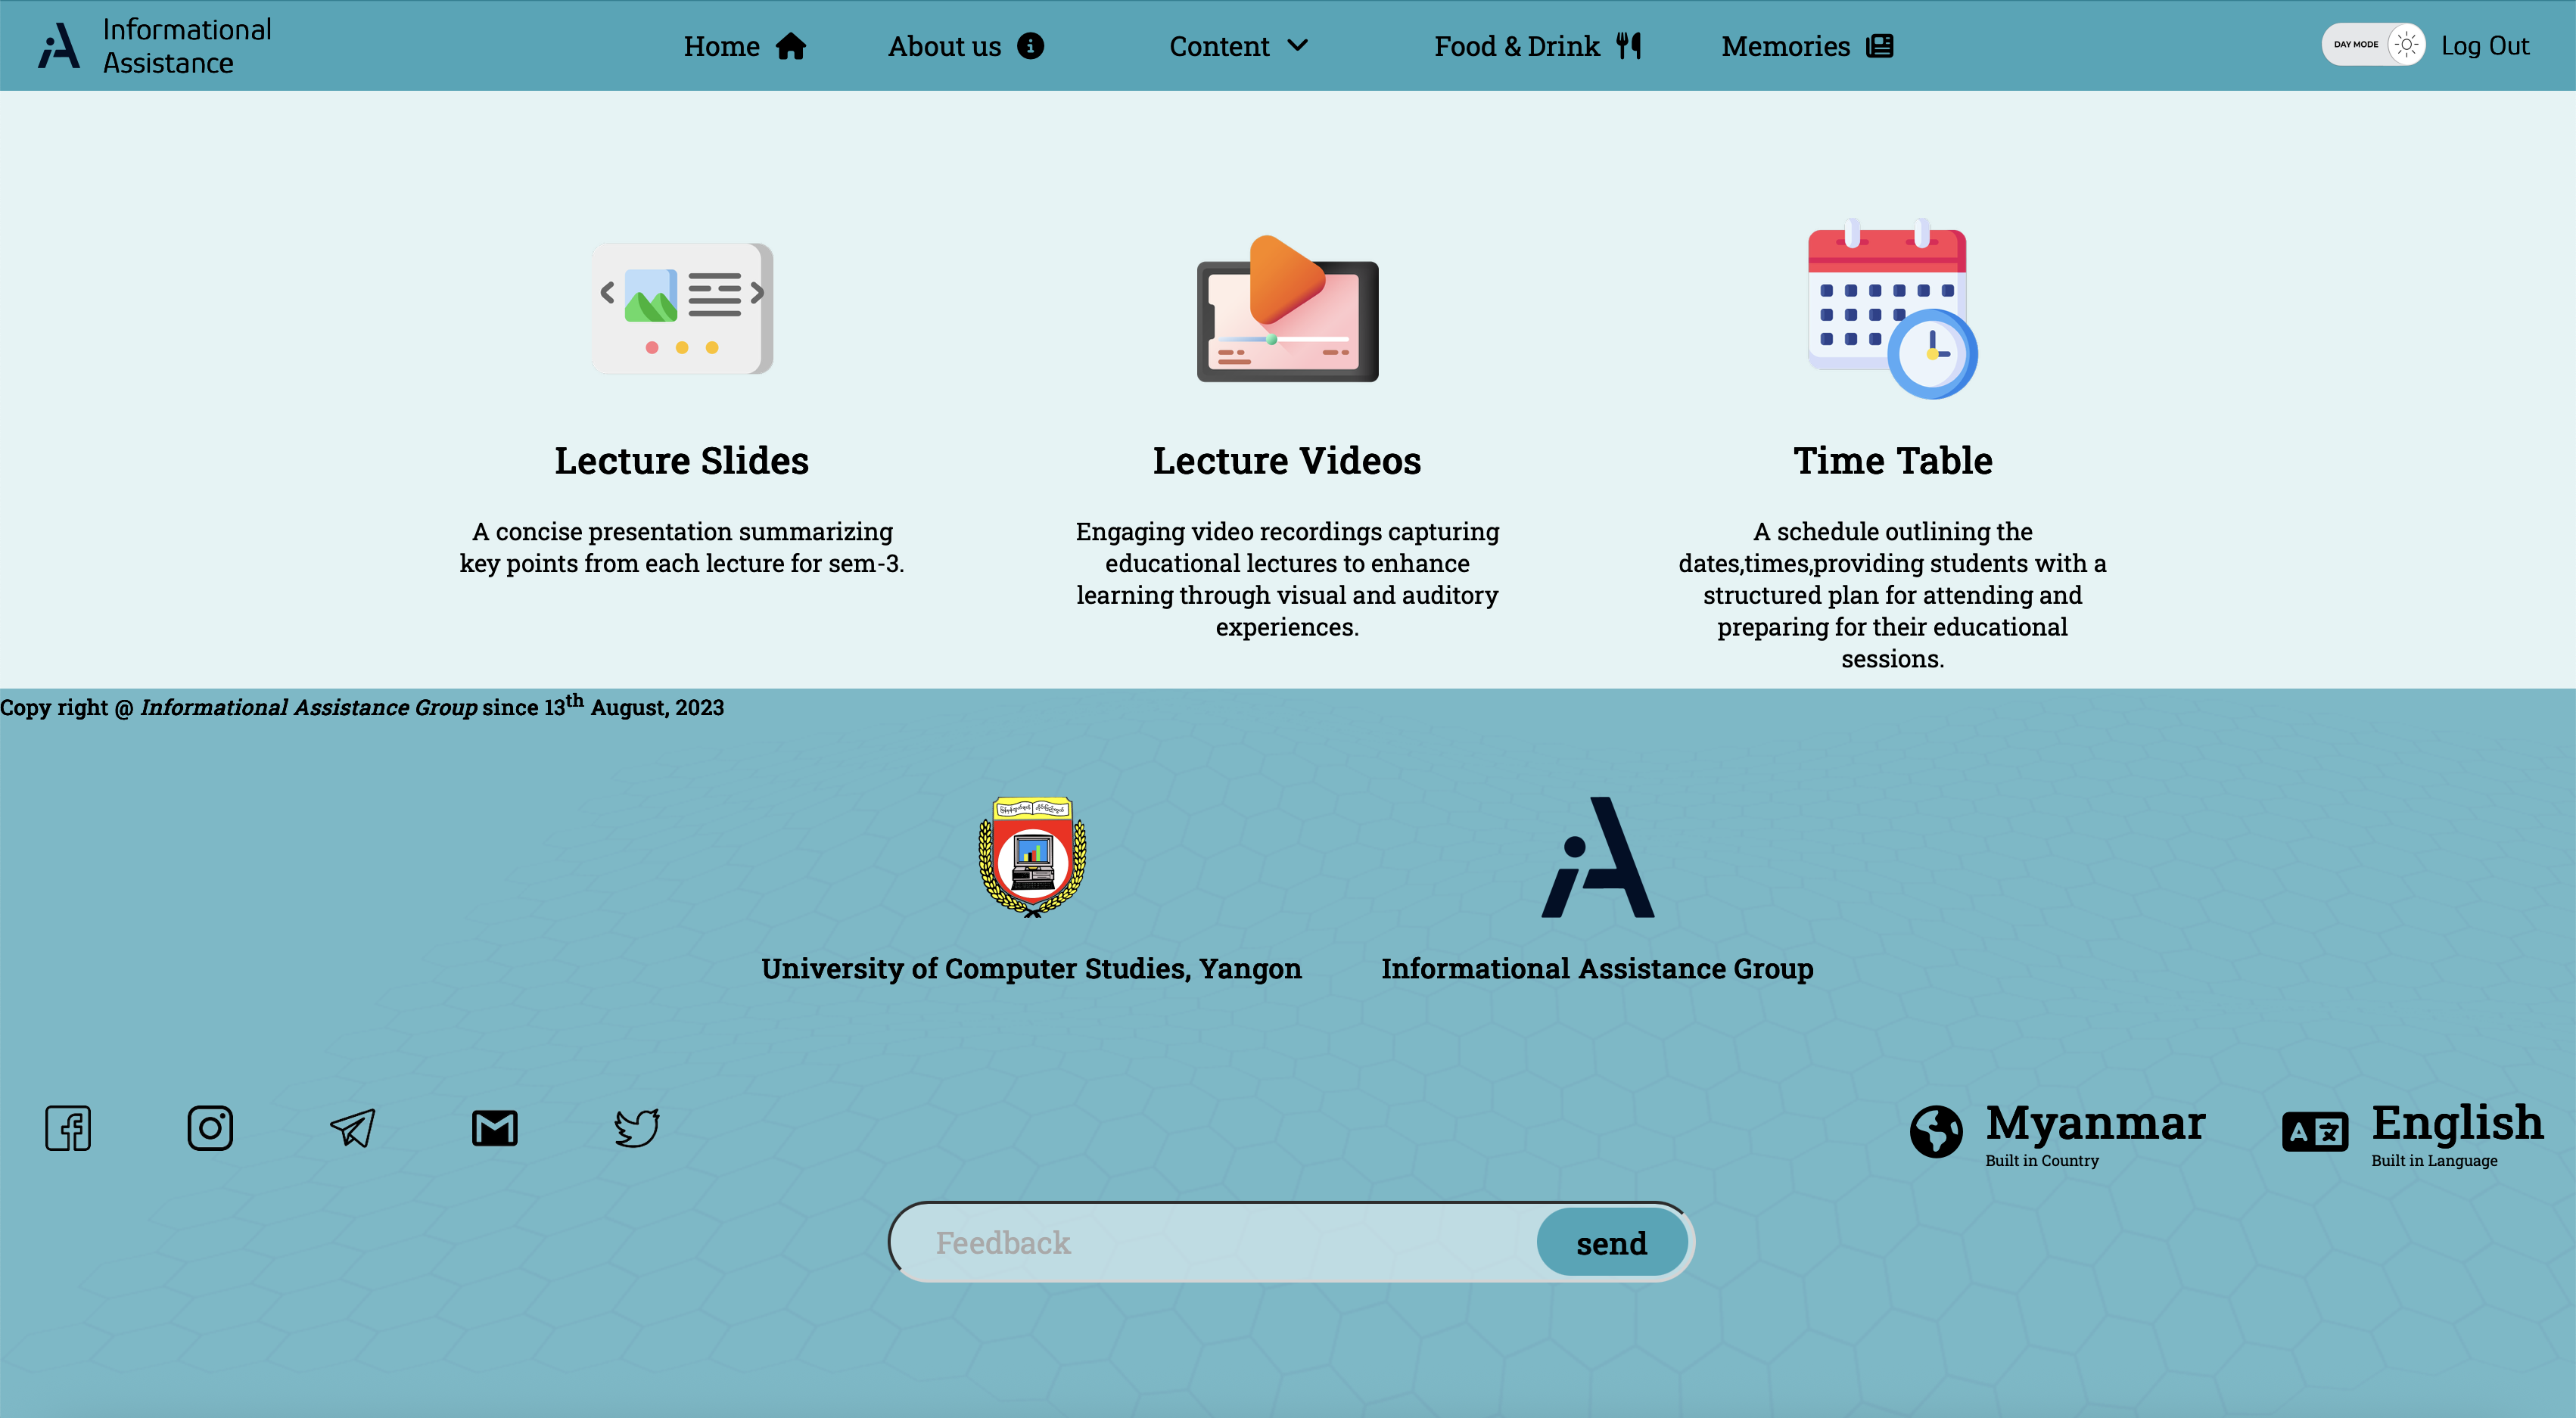 Informational
Assistance
Home
About us
Content
Food & Drink
Memories
DAY MODE
Log Out
Lecture Slides
A concise presentation summarizing
key points from each lecture for sem-3.
Lecture Videos
Engaging video recordings capturing
educational lectures to enhance
learning through visual and auditory
experiences.
Time Table
A schedule outlining the
dates,times,providing students with a
structured plan for attending and
preparing for their educational
sessions.
Copy right @ Informational Assistance Group since 13th August, 2023
University of Computer Studies, Yangon
Informational Assistance Group
Myanmar
Built in Country
English
Built in Language
Feedback
send